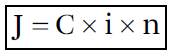 J = C × i × n